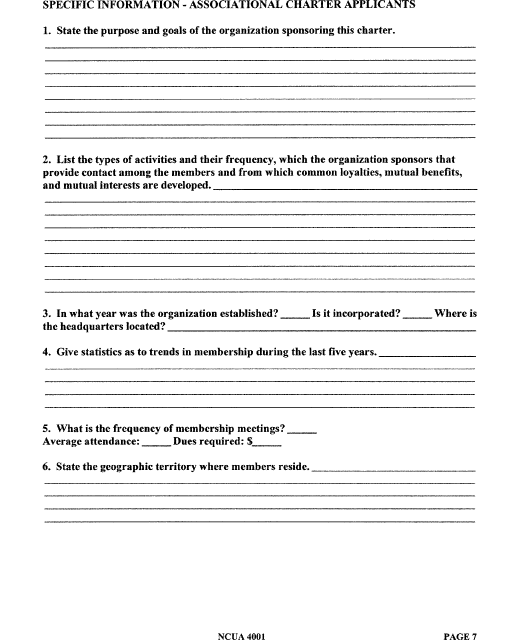 SPECIFIC INFORMATION - ASSOCIATIONAL CHARTER APPLICANTS
1. State the purpose and goals of the organization sponsoring this charter.
2. List the types of activities and their frequency, which the organization sponsors that
provide contact among the members and from which common loyalties, mutual benefits,
and mutual interests are developed.
3. In what year was the organization established? _____ Is it incorporated? _____ Where is
the headquarters located?
4. Give statistics as to trends in membership during the last five years.
5. What is the frequency of membership meetings? _____
Average attendance: _____ Dues required: $_____
6. State the geographic territory where members reside.
NCUA 4001 PAGE 7